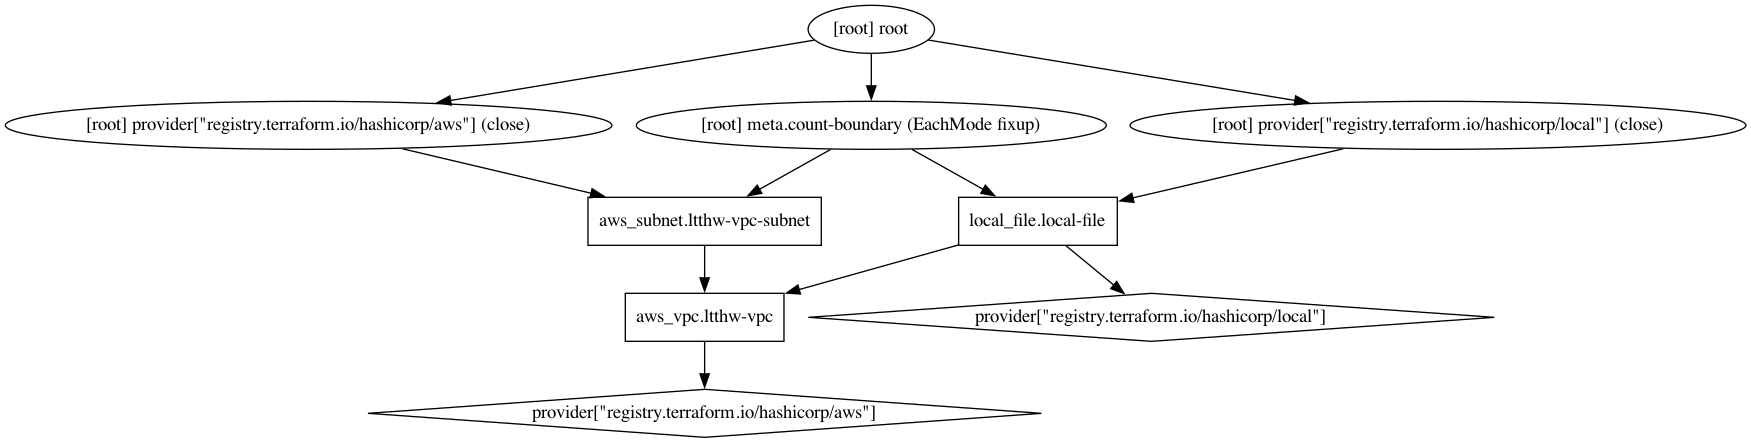 [root] root
[root] provider["registry.terraform.io/hashicorp/aws"] (close)
[root] meta.count-boundary (EachMode fixup)
[root] provider["registry.terraform.io/hashicorp/local"] (close)
aws_subnet.ltthw-vpc-subnet
local_file.local-file
aws_vpc.ltthw-vpc
provider["registry.terraform.io/hashicorp/local"]
provider["registry.terraform.io/hashicorp/aws"]